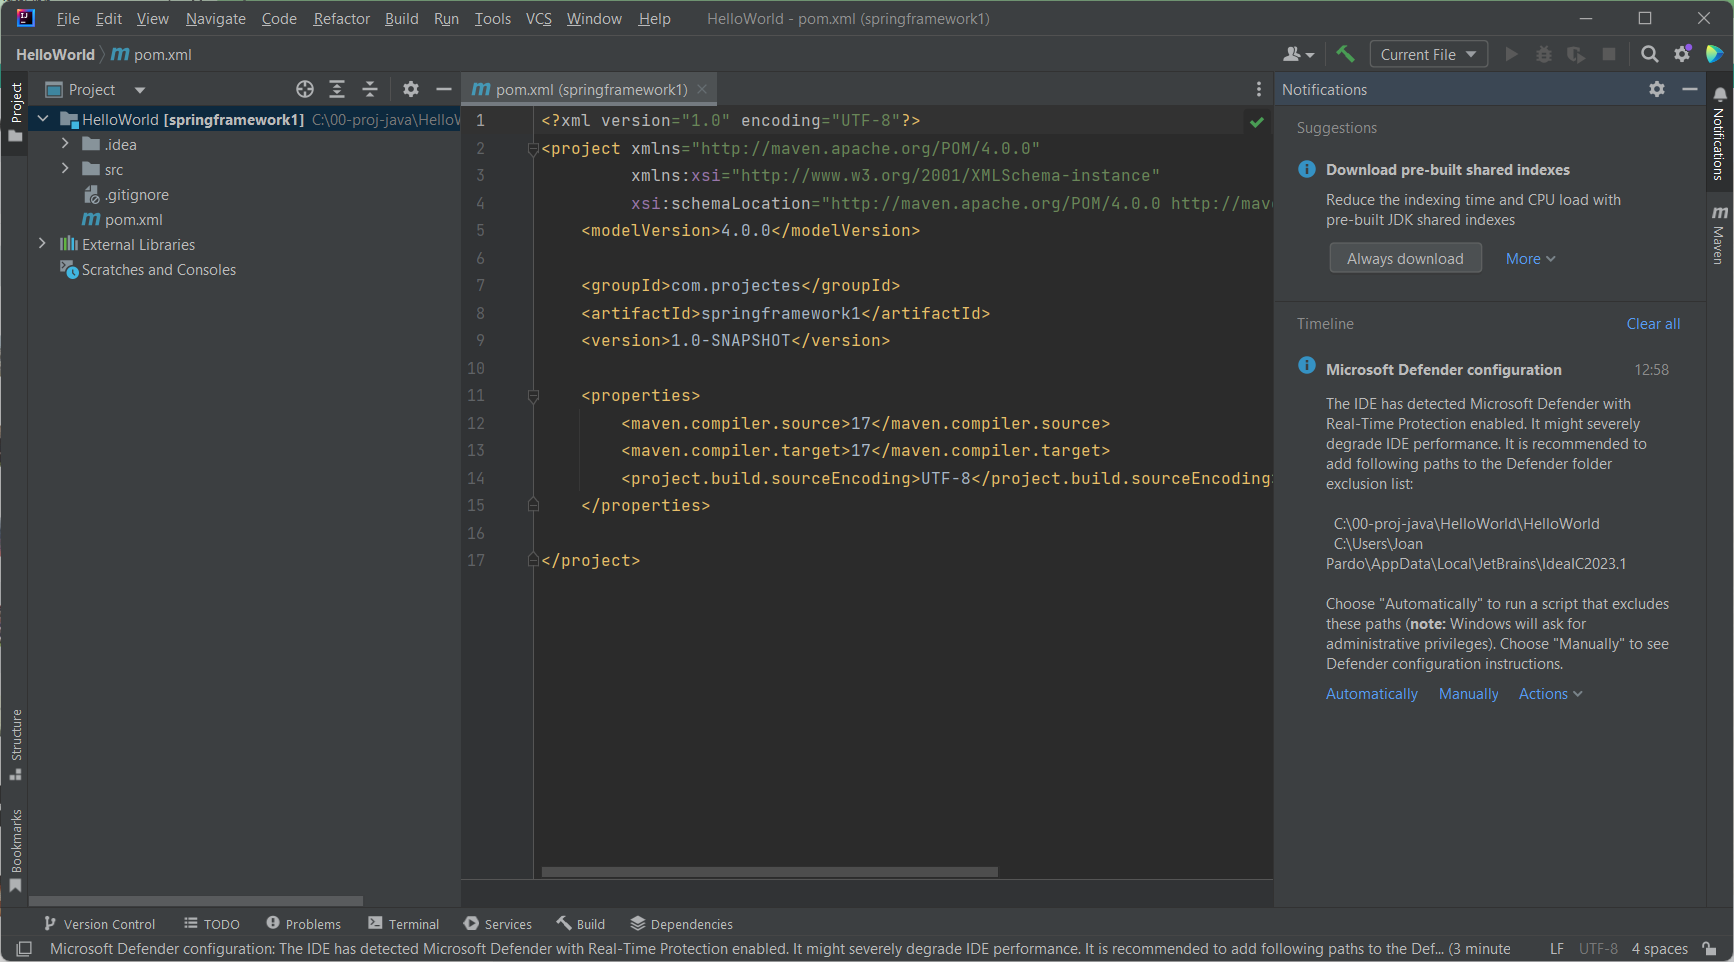 File Edit View Navigate Code Refactor Build Run Tools VCS Window Help HelloWorld - pom.xml (springframework1)
HelloWorld m pom.xml
Current File
Project
Project
pom.xml (springframework1)
Notifications
Notifications
Maven
HelloWorld [springframework1] C:\00-proj-java\HelloW
.idea
src
.gitignore
pom.xml
External Libraries
Scratches and Consoles
Structure
Bookmarks
1 <?xml version="1.0" encoding="UTF-8"?>
2 <project xmlns="http://maven.apache.org/POM/4.0.0"
3 xmlns:xsi="http://www.w3.org/2001/XMLSchema-instance"
4 xsi:schemaLocation="http://maven.apache.org/POM/4.0.0 http://mav
5 <modelVersion>4.0.0</modelVersion>
6
7 <groupId>com.projectes</groupId>
8 <artifactId>springframework1</artifactId>
9 <version>1.0-SNAPSHOT</version>
10
11 <properties>
12 <maven.compiler.source>17</maven.compiler.source>
13 <maven.compiler.target>17</maven.compiler.target>
14 <project.build.sourceEncoding>UTF-8</project.build.sourceEncoding>
15 </properties>
16
17 </project>
Suggestions
Download pre-built shared indexes
Reduce the indexing time and CPU load with
pre-built JDK shared indexes
Always download More
Timeline Clear all
Microsoft Defender configuration 12:58
The IDE has detected Microsoft Defender with
Real-Time Protection enabled. It might severely
degrade IDE performance. It is recommended to
add following paths to the Defender folder
exclusion list:
C:\00-proj-java\HelloWorld\HelloWorld
C:\Users\Joan
Pardo\AppData\Local\JetBrains\IdeaIC2023.1
Choose "Automatically" to run a script that excludes
these paths (note: Windows will ask for
administrative privileges). Choose "Manually" to see
Defender configuration instructions.
Automatically Manually Actions
Version Control TODO Problems Terminal Services Build Dependencies
Microsoft Defender configuration: The IDE has detected Microsoft Defender with Real-Time Protection enabled. It might severely degrade IDE performance. It is recommended to add following paths to the Def... (3 minute LF UTF-8 4 spaces